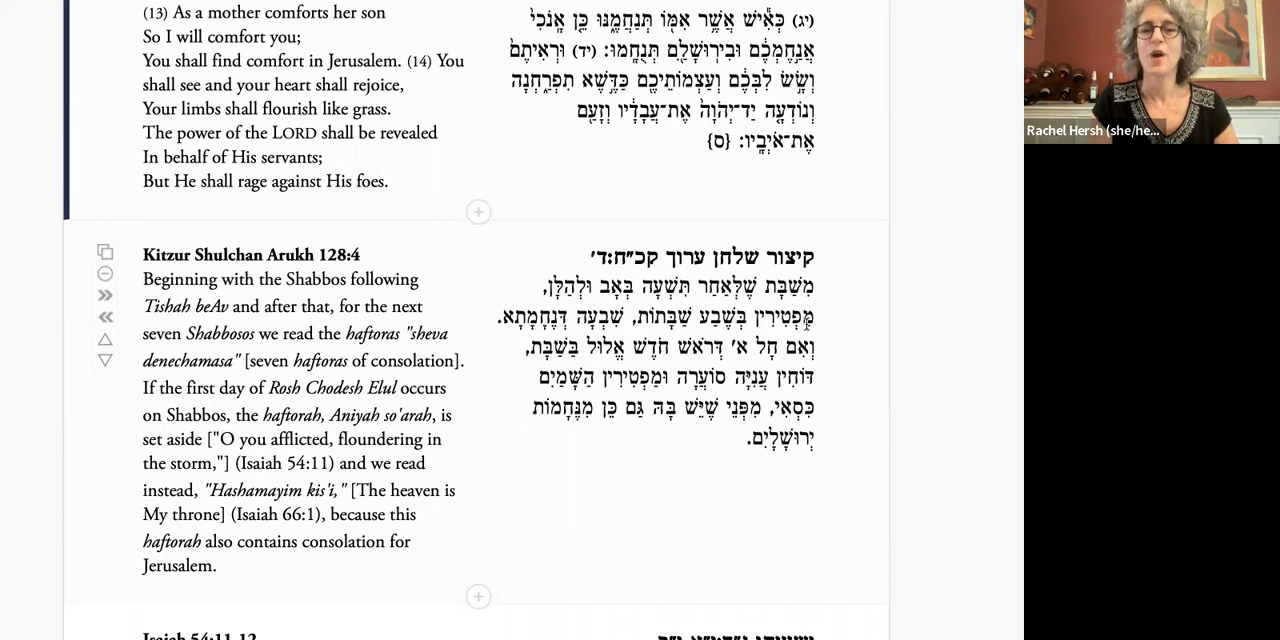 (13) As a mother comforts her son
So I will comfort you;
You shall find comfort in Jerusalem. (14) You
shall see and your heart shall rejoice,
Your limbs shall flourish like grass.
The power of the LORD shall be revealed
In behalf of His servants;
But He shall rage against His foes.
(יג) כְּאִ֕ישׁ אֲשֶׁ֥ר אִמּ֖וֹ תְּנַחֲמֶ֑נּוּ כֵּ֤ן אָֽנֹכִי֙
אֲנַ֣חֶמְכֶ֔ם וּבִירֽוּשָׁלַ֖͏ִם תְּנֻחָֽמוּ׃ (יד) וּרְאִיתֶם֙
וְשָׂ֣שׂ לִבְּכֶ֔ם וְעַצְמוֹתֵיכֶ֖ם כַּדֶּ֣שֶׁא תִפְרַ֑חְנָה
וְנוֹדְעָ֤ה יַד־יְהֹוָה֙ אֶת־עֲבָדָ֔יו וְזָעַ֖ם
אֶת־אֹיְבָֽיו׃ {ס}
Kitzur Shulchan Arukh 128:4
Beginning with the Shabbos following
Tishah beAv and after that, for the next
seven Shabbosos we read the haftoras "sheva
denechamasa" [seven haftoras of consolation].
If the first day of Rosh Chodesh Elul occurs
on Shabbos, the haftorah, Aniyah so'arah, is
set aside ["O you afflicted, floundering in
the storm,"] (Isaiah 54:11) and we read
instead, "Hashamayim kis'i," [The heaven is
My throne] (Isaiah 66:1), because this
haftorah also contains consolation for
Jerusalem.
קיצור שלחן ערוך קכ״ח:ד׳
מִשַּׁבָּת שֶׁלְּאַחַר תִּשְׁעָה בְּאָב וּלְהַלָּן,
מַפְטִירִין בְּשֶׁבַע שַׁבָּתוֹת, שִׁבְעָה דְּנֶחָמָתָא.
וְאִם חָל א׳ דְּרֹאשׁ חֹדֶשׁ אֱלוּל בַּשַּׁבָּת,
דּוֹחִין עֲנִיָּה סוֹעֲרָה וּמַפְטִירִין הַשָּׁמַיִם
כִּסְאִי, מִפְּנֵי שֶׁיֵּשׁ בָּהּ גַּם כֵּן מִנֶּחָמוֹת
יְרוּשָׁלָיִם.
Isaiah 54:11-12
Rachel Hersh (she/he...